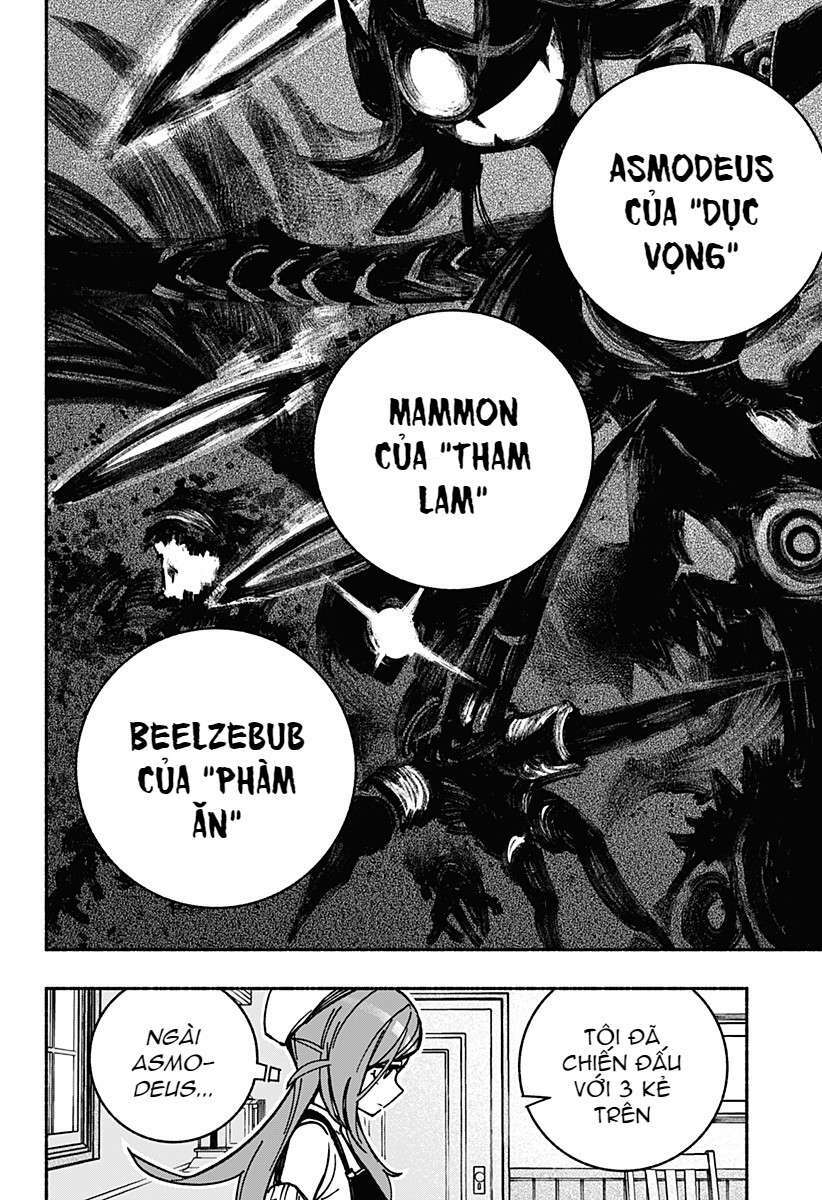 ASMODEUS
CỦA "DỤC
VỌNG"
MAMMON
CỦA "THAM
LAM"
BEELZEBUB
CỦA "PHÀM
ĂN"
TÔI ĐÃ
CHIẾN ĐẤU
VỚI 3 KẺ
TRÊN
NGÀI
ASMO-
DEUS...